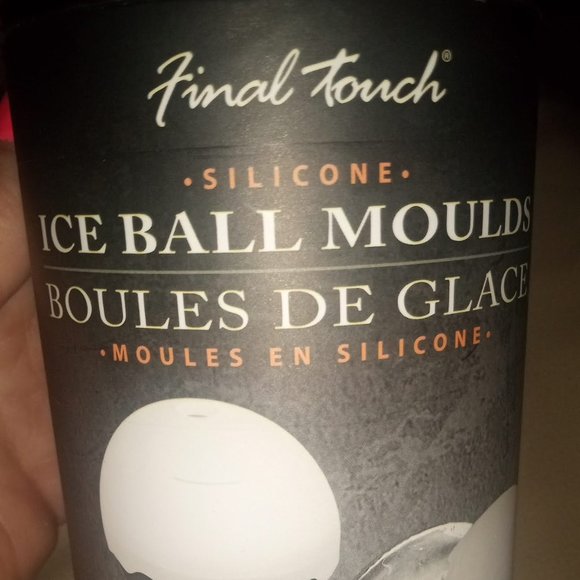 Final Touch®
• SILICONE •
ICE BALL MOULDS
BOULES DE GLACE
• MOULES EN SILICONE •